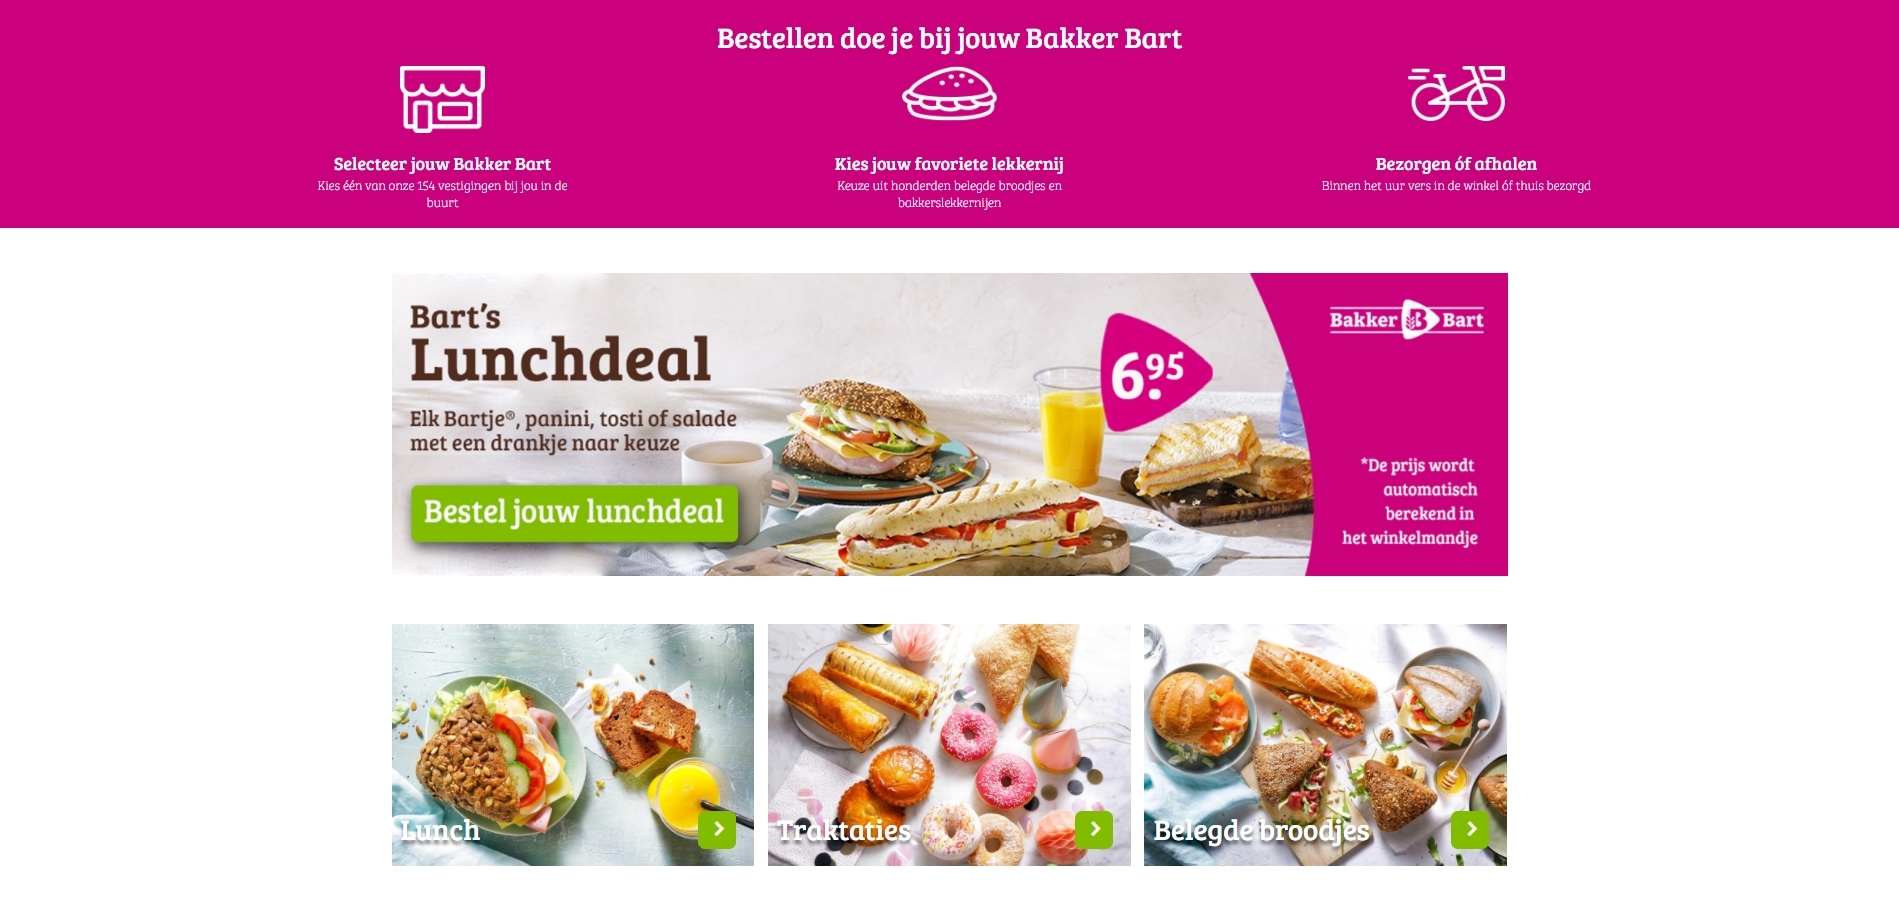 Bestellen doe je bij jouw Bakker Bart
Selecteer jouw Bakker Bart
Kies één van onze 154 vestigingen bij jou in de
buurt
Kies jouw favoriete lekkernij
Keuze uit honderden belegde broodjes en
bakkerslekkernijen
Bezorgen óf afhalen
Binnen het uur vers in de winkel óf thuis bezorgd
Bart's
Lunchdeal
Elk Bartje®, panini, tosti of salade
met een drankje naar keuze
Bestel jouw lunchdeal
6.95
Bakker B Bart
*De prijs wordt
automatisch
berekend in
het winkelmandje
Lunch
Traktaties
Belegde broodjes